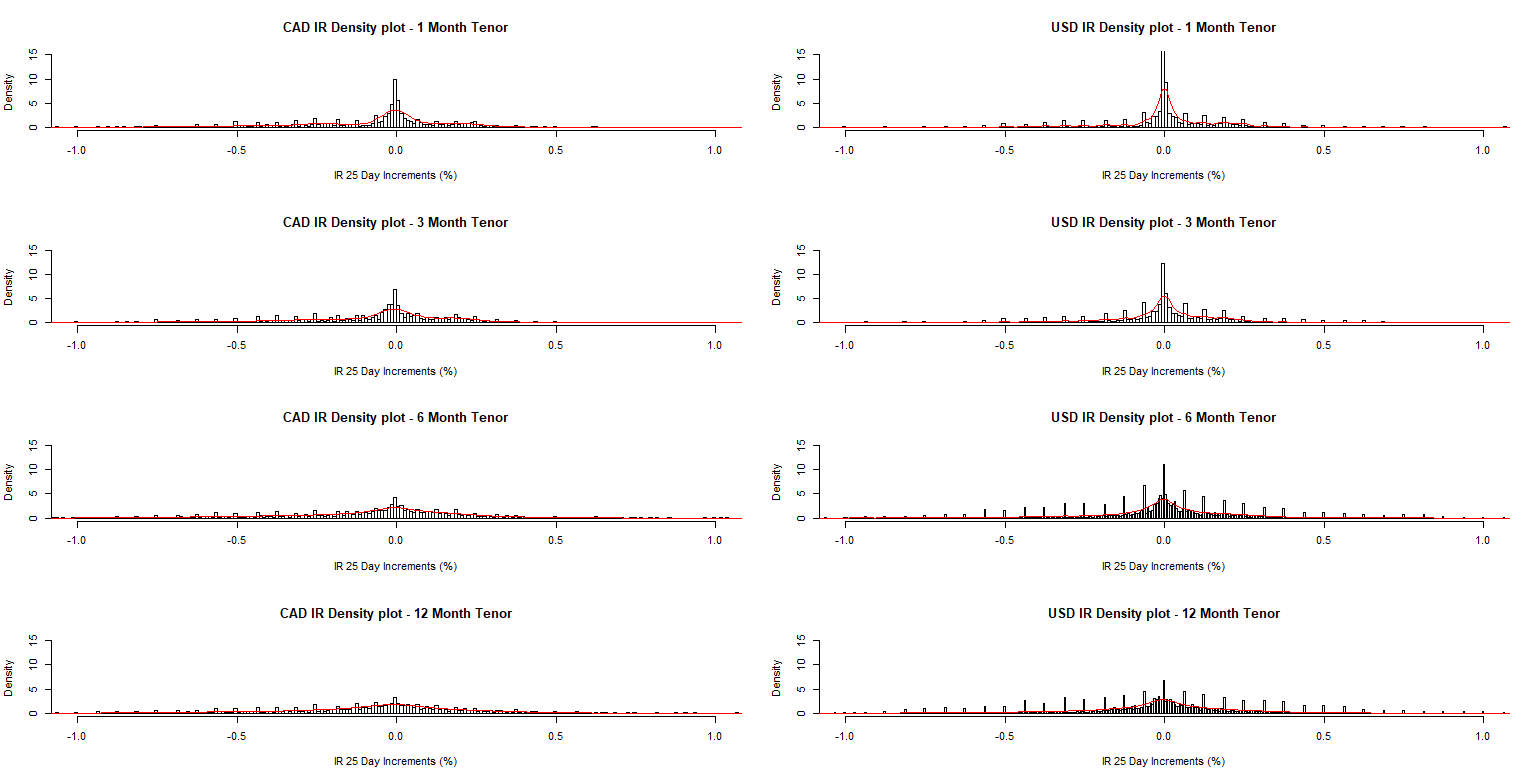 CAD IR Density plot - 1 Month Tenor
Density
0 5 10 15
-1.0 -0.5 0.0 0.5 1.0
IR 25 Day Increments (%)
USD IR Density plot - 1 Month Tenor
Density
0 5 10 15
-1.0 -0.5 0.0 0.5 1.0
IR 25 Day Increments (%)
CAD IR Density plot - 3 Month Tenor
Density
0 5 10 15
-1.0 -0.5 0.0 0.5 1.0
IR 25 Day Increments (%)
USD IR Density plot - 3 Month Tenor
Density
0 5 10 15
-1.0 -0.5 0.0 0.5 1.0
IR 25 Day Increments (%)
CAD IR Density plot - 6 Month Tenor
Density
0 5 10 15
-1.0 -0.5 0.0 0.5 1.0
IR 25 Day Increments (%)
USD IR Density plot - 6 Month Tenor
Density
0 5 10 15
-1.0 -0.5 0.0 0.5 1.0
IR 25 Day Increments (%)
CAD IR Density plot - 12 Month Tenor
Density
0 5 10 15
-1.0 -0.5 0.0 0.5 1.0
IR 25 Day Increments (%)
USD IR Density plot - 12 Month Tenor
Density
0 5 10 15
-1.0 -0.5 0.0 0.5 1.0
IR 25 Day Increments (%)